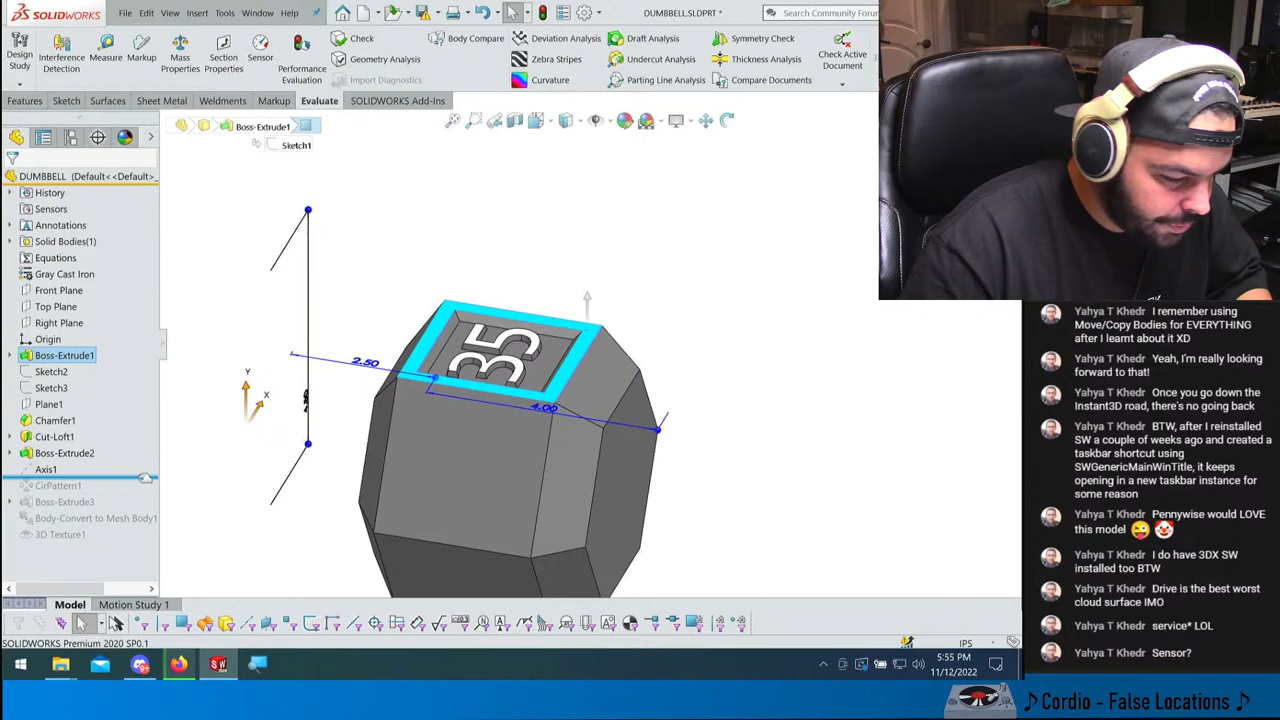 SOLIDWORKS
File Edit View Insert Tools Window Help
DUMBBELL.SLDPRT
Search Community Forum
Design Study
Interference Detection
Measure
Markup
Mass Properties
Section Properties
Sensor
Performance Evaluation
Check
Geometry Analysis
Import Diagnostics
Body Compare
Deviation Analysis
Zebra Stripes
Curvature
Draft Analysis
Undercut Analysis
Parting Line Analysis
Symmetry Check
Thickness Analysis
Compare Documents
Check Active Document
Features Sketch Surfaces Sheet Metal Weldments Markup Evaluate SOLIDWORKS Add-Ins
Boss-Extrude1
Sketch1
DUMBBELL (Default<<Default>_
History
Sensors
Annotations
Solid Bodies(1)
Equations
Gray Cast Iron
Front Plane
Top Plane
Right Plane
Origin
Boss-Extrude1
Sketch2
Sketch3
Plane1
Chamfer1
Cut-Loft1
Boss-Extrude2
Axis1
CirPattern1
Boss-Extrude3
Body-Convert to Mesh Body1
3D Texture1
2.50
4.00
35
Y
X
Model Motion Study 1
SOLIDWORKS Premium 2020 SP0.1
IPS
5:55 PM
11/12/2022
Yahya T Khedr I remember using
Move/Copy Bodies for EVERYTHING
after I learnt about it XD
Yahya T Khedr Yeah, I'm really looking
forward to that!
Yahya T Khedr Once you go down the
Instant3D road, there's no going back
Yahya T Khedr BTW, after I reinstalled
SW a couple of weeks ago and created a
taskbar shortcut using
SWGenericMainWinTitle, it keeps
opening in a new taskbar instance for
some reason
Yahya T Khedr Pennywise would LOVE
this model 😜 🤡
Yahya T Khedr I do have 3DX SW
installed too BTW
Yahya T Khedr Drive is the best worst
cloud surface IMO
Yahya T Khedr service* LOL
Yahya T Khedr Sensor?
♪ Cordio - False Locations ♪